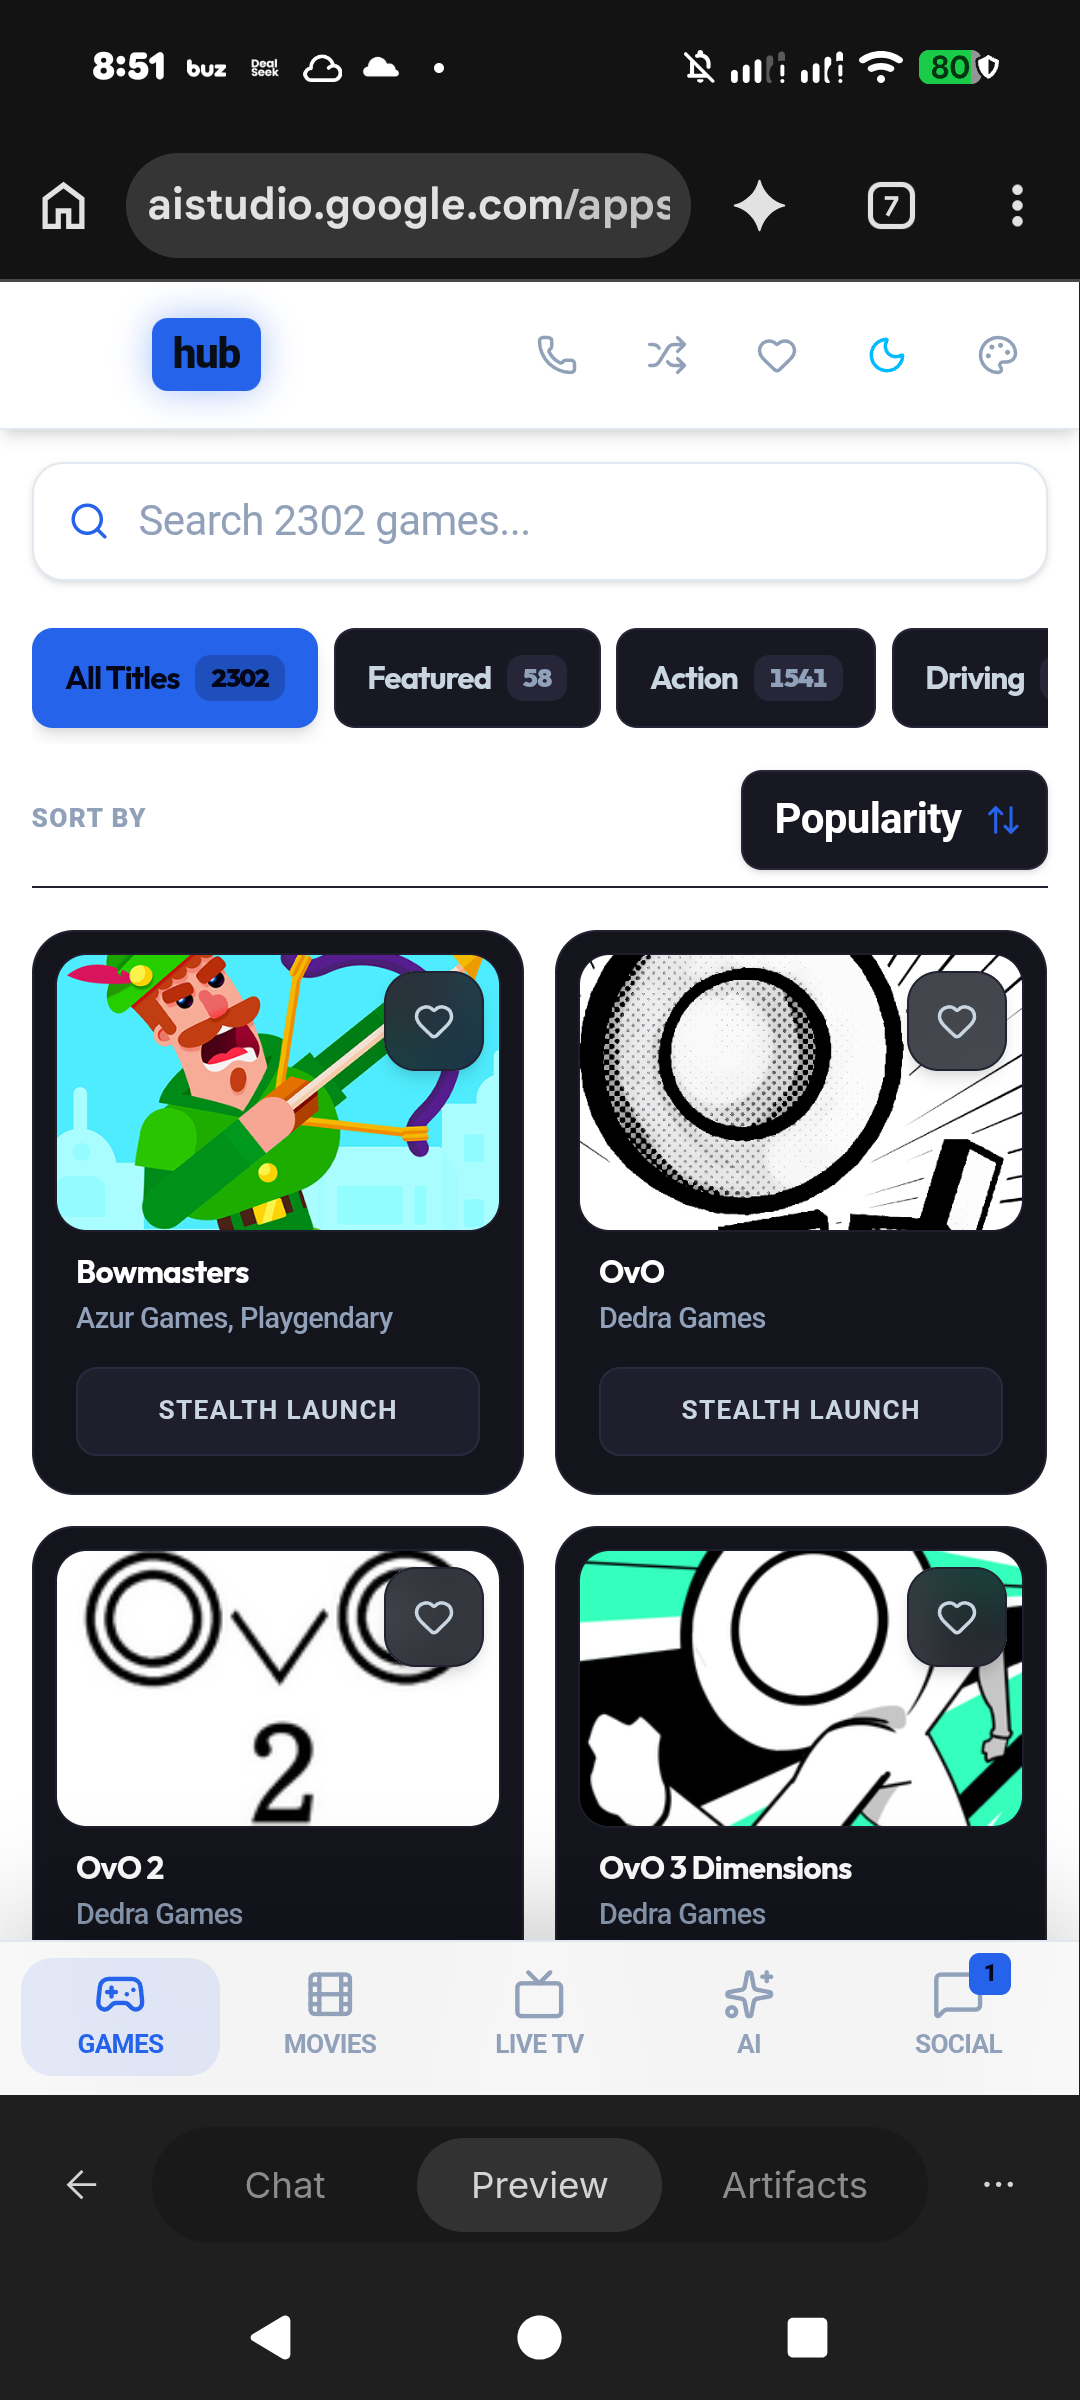 8:51 buz Deal Seek 80
aistudio.google.com/apps 7
hub
Search 2302 games...
All Titles 2302 Featured 58 Action 1541 Driving
SORT BY Popularity
Bowmasters
Azur Games, Playgendary
STEALTH LAUNCH
OvO
Dedra Games
STEALTH LAUNCH
OvO
2
OvO 2
Dedra Games
OvO 3 Dimensions
Dedra Games
GAMES MOVIES LIVE TV AI SOCIAL 1
Chat Preview Artifacts